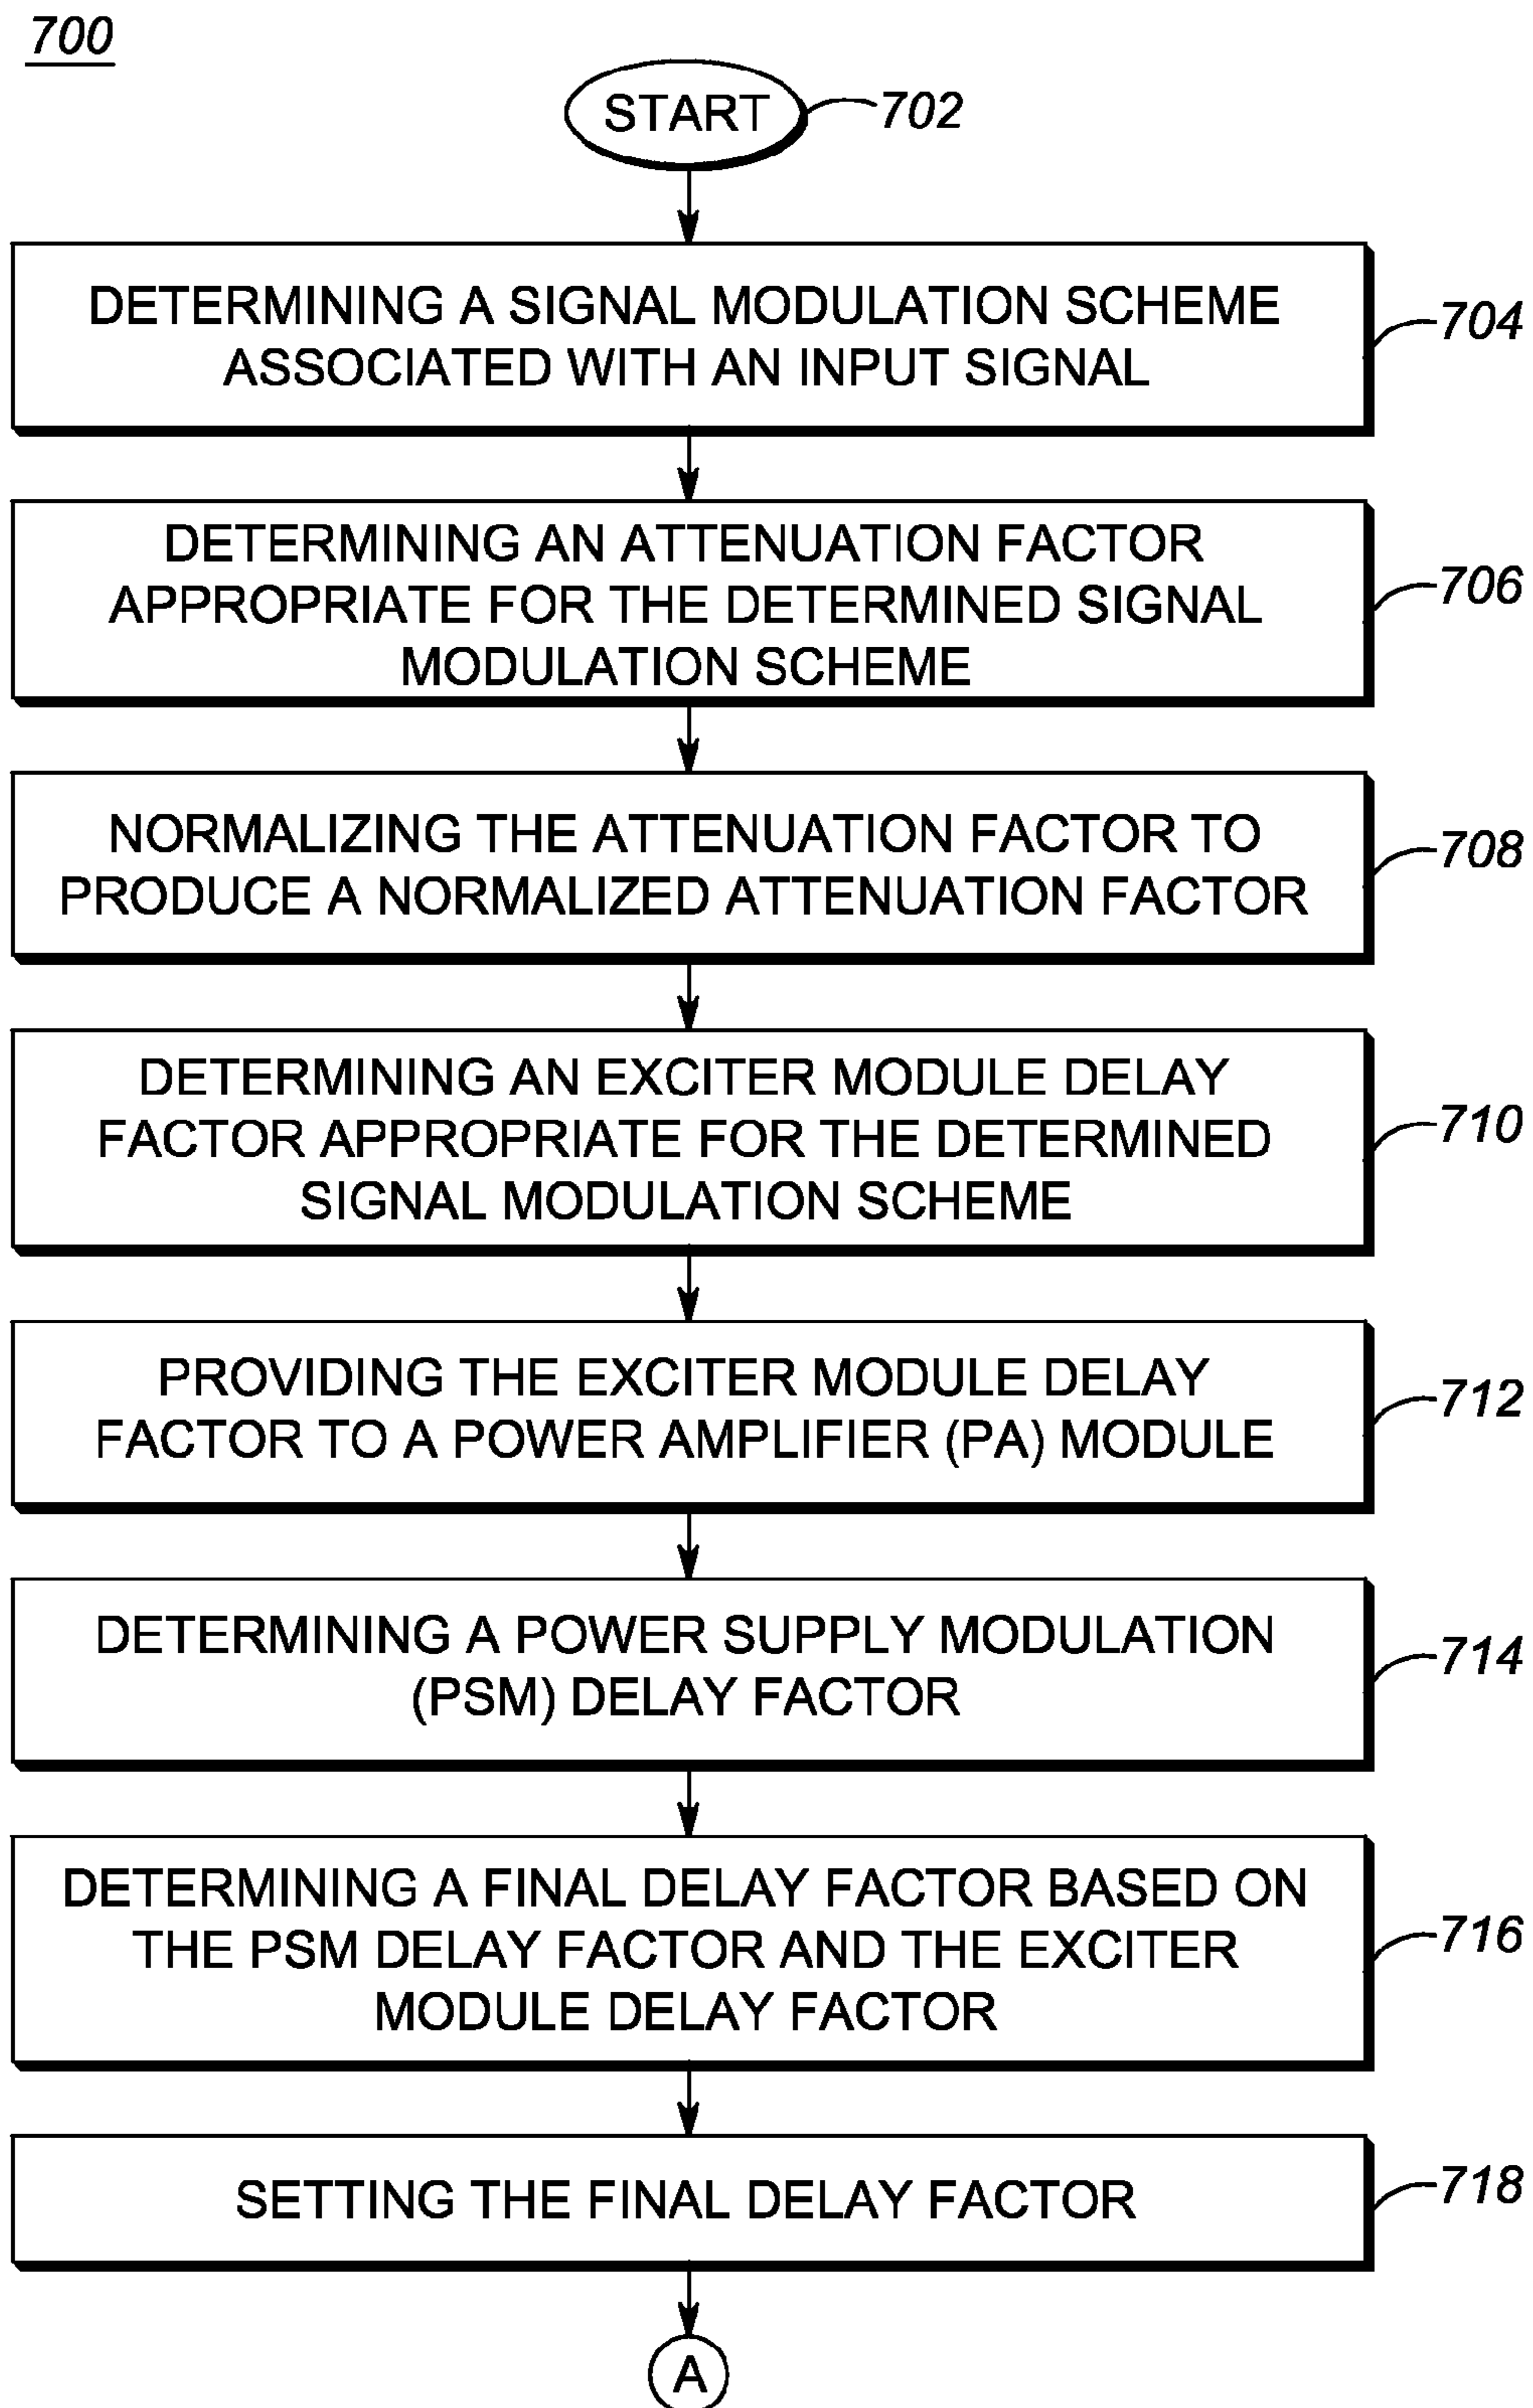 700
START
702
DETERMINING A SIGNAL MODULATION SCHEME
ASSOCIATED WITH AN INPUT SIGNAL
704
DETERMINING AN ATTENUATION FACTOR
APPROPRIATE FOR THE DETERMINED SIGNAL
MODULATION SCHEME
706
NORMALIZING THE ATTENUATION FACTOR TO
PRODUCE A NORMALIZED ATTENUATION FACTOR
708
DETERMINING AN EXCITER MODULE DELAY
FACTOR APPROPRIATE FOR THE DETERMINED
SIGNAL MODULATION SCHEME
710
PROVIDING THE EXCITER MODULE DELAY
FACTOR TO A POWER AMPLIFIER (PA) MODULE
712
DETERMINING A POWER SUPPLY MODULATION
(PSM) DELAY FACTOR
714
DETERMINING A FINAL DELAY FACTOR BASED ON
THE PSM DELAY FACTOR AND THE EXCITER
MODULE DELAY FACTOR
716
SETTING THE FINAL DELAY FACTOR
718
A